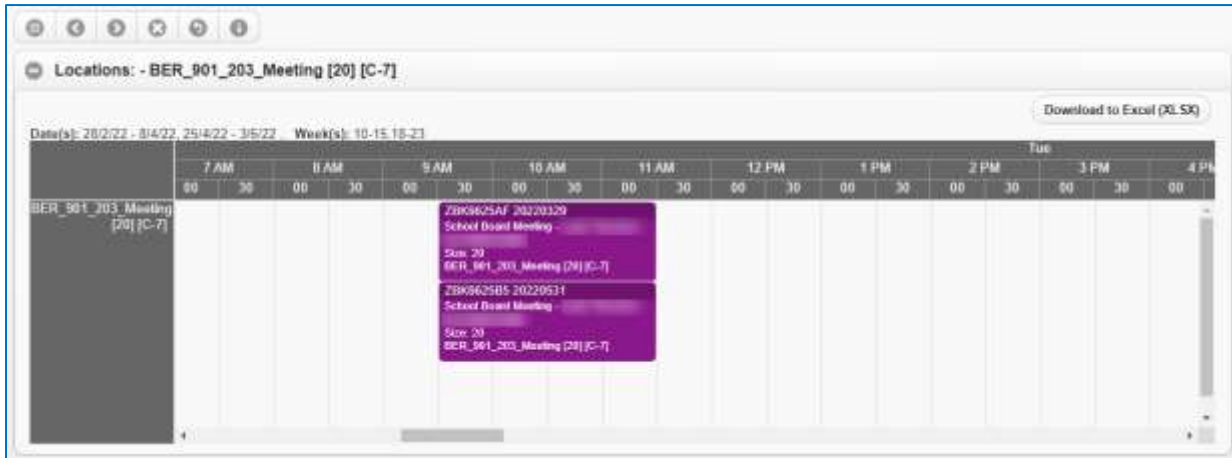 Locations: - BER_901_203_Meeting [20] [C-7]
Download to Excel (XLSX)
Date(s): 28/2/22 - 8/4/22, 25/4/22 - 3/6/22 Week(s): 10-15,18-23
Tue
7 AM 8 AM 9 AM 10 AM 11 AM 12 PM 1 PM 2 PM 3 PM 4 PM
00 30 00 30 00 30 00 30 00 30 00 30 00 30 00 30 00 30 00
BER_901_203_Meeting
[20] [C-7]
ZBK6625AF 20220329
School Board Meeting -
Size: 20
BER_901_203_Meeting [20] [C-7]
ZBK6625B5 20220531
School Board Meeting -
Size: 20
BER_901_203_Meeting [20] [C-7]